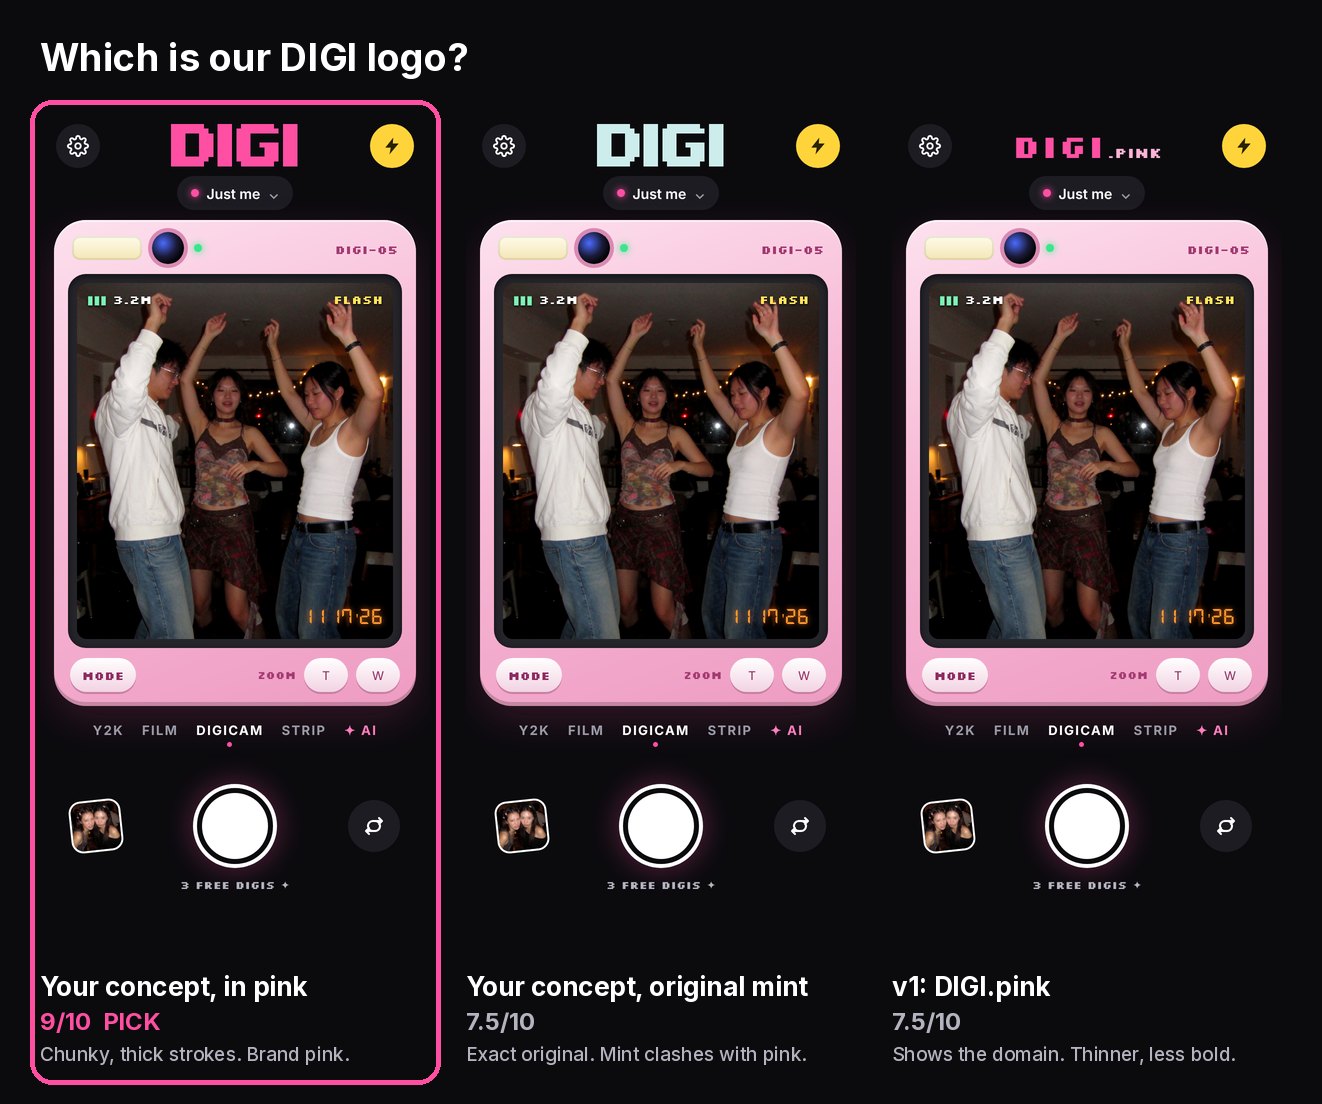 Which is our DIGI logo?
DIGI
Just me
DIGI-05
3.2M
FLASH
11 17·26
MODE
ZOOM
T
W
Y2K FILM DIGICAM STRIP ✦ AI
3 FREE DIGIS ✦
Your concept, in pink
9/10 PICK
Chunky, thick strokes. Brand pink.
DIGI
Just me
DIGI-05
3.2M
FLASH
11 17·26
MODE
ZOOM
T
W
Y2K FILM DIGICAM STRIP ✦ AI
3 FREE DIGIS ✦
Your concept, original mint
7.5/10
Exact original. Mint clashes with pink.
DIGI.PINK
Just me
DIGI-05
3.2M
FLASH
11 17·26
MODE
ZOOM
T
W
Y2K FILM DIGICAM STRIP ✦ AI
3 FREE DIGIS ✦
v1: DIGI.pink
7.5/10
Shows the domain. Thinner, less bold.